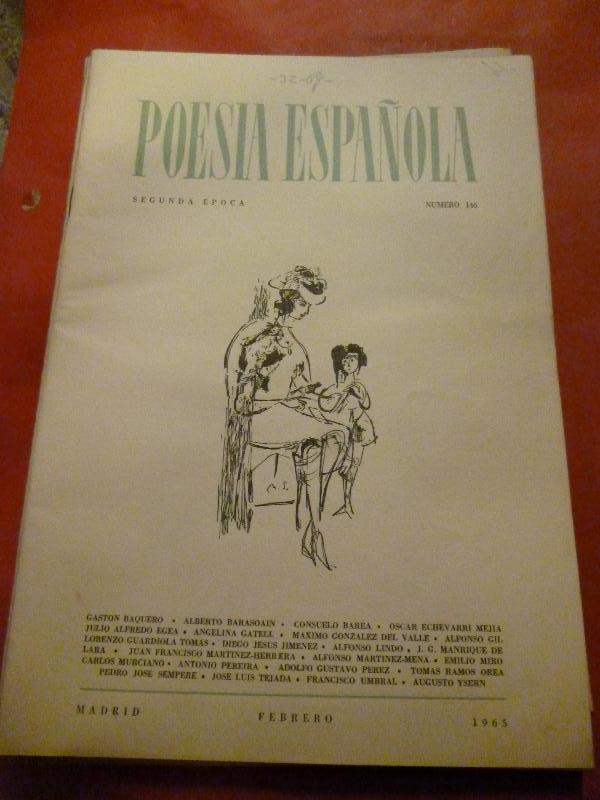 POESIA ESPAÑOLA
SEGUNDA EPOCA
NUMERO 146
GASTON BAQUERO • ALBERTO BARASOAIN • CONSUELO BAREA • OSCAR ECHEVARRI MEJIA
JULIO ALFREDO EGEA • ANGELINA GATELL • MAXIMO GONZALEZ DEL VALLE • ALFONSO GIL
LORENZO GUARDIOLA TOMAS • DIEGO JESUS JIMENEZ • ALFONSO LINDO • J. G. MANRIQUE DE
LARA • JUAN FRANCISCO MARTINEZ-HERRERA • ALFONSO MARTINEZ-MENA • EMILIO MIRO
CARLOS MURCIANO • ANTONIO PEREIRA • ADOLFO GUSTAVO PEREZ • TOMAS RAMOS OREA
PEDRO JOSE SEMPERE • JOSE LUIS TEJADA • FRANCISCO UMBRAL • AUGUSTO YSERN
MADRID FEBRERO 1965